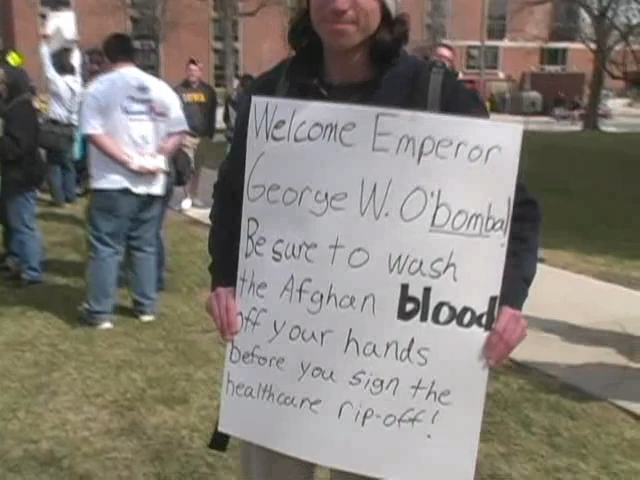 Welcome Emperor
George W. O'bomba!
Be sure to wash
the Afghan blood
off your hands
before you sign the
healthcare rip-off!
IOWA